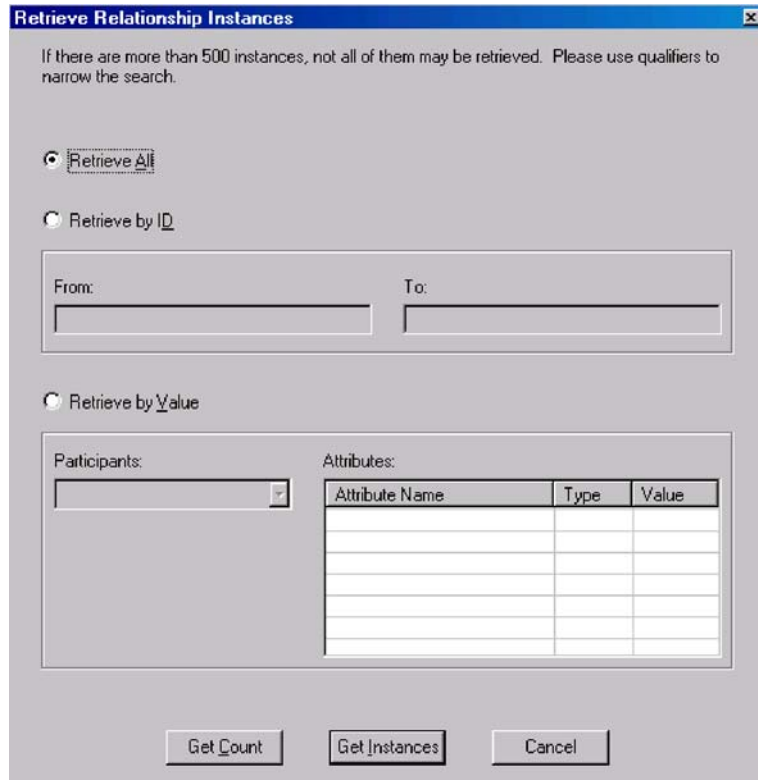 Retrieve Relationship Instances
If there are more than 500 instances, not all of them may be retrieved. Please use qualifiers to
narrow the search.
Retrieve All
Retrieve by ID
From:
To:
Retrieve by Value
Participants:
Attributes:
Attribute Name Type Value
Get Count Get Instances Cancel